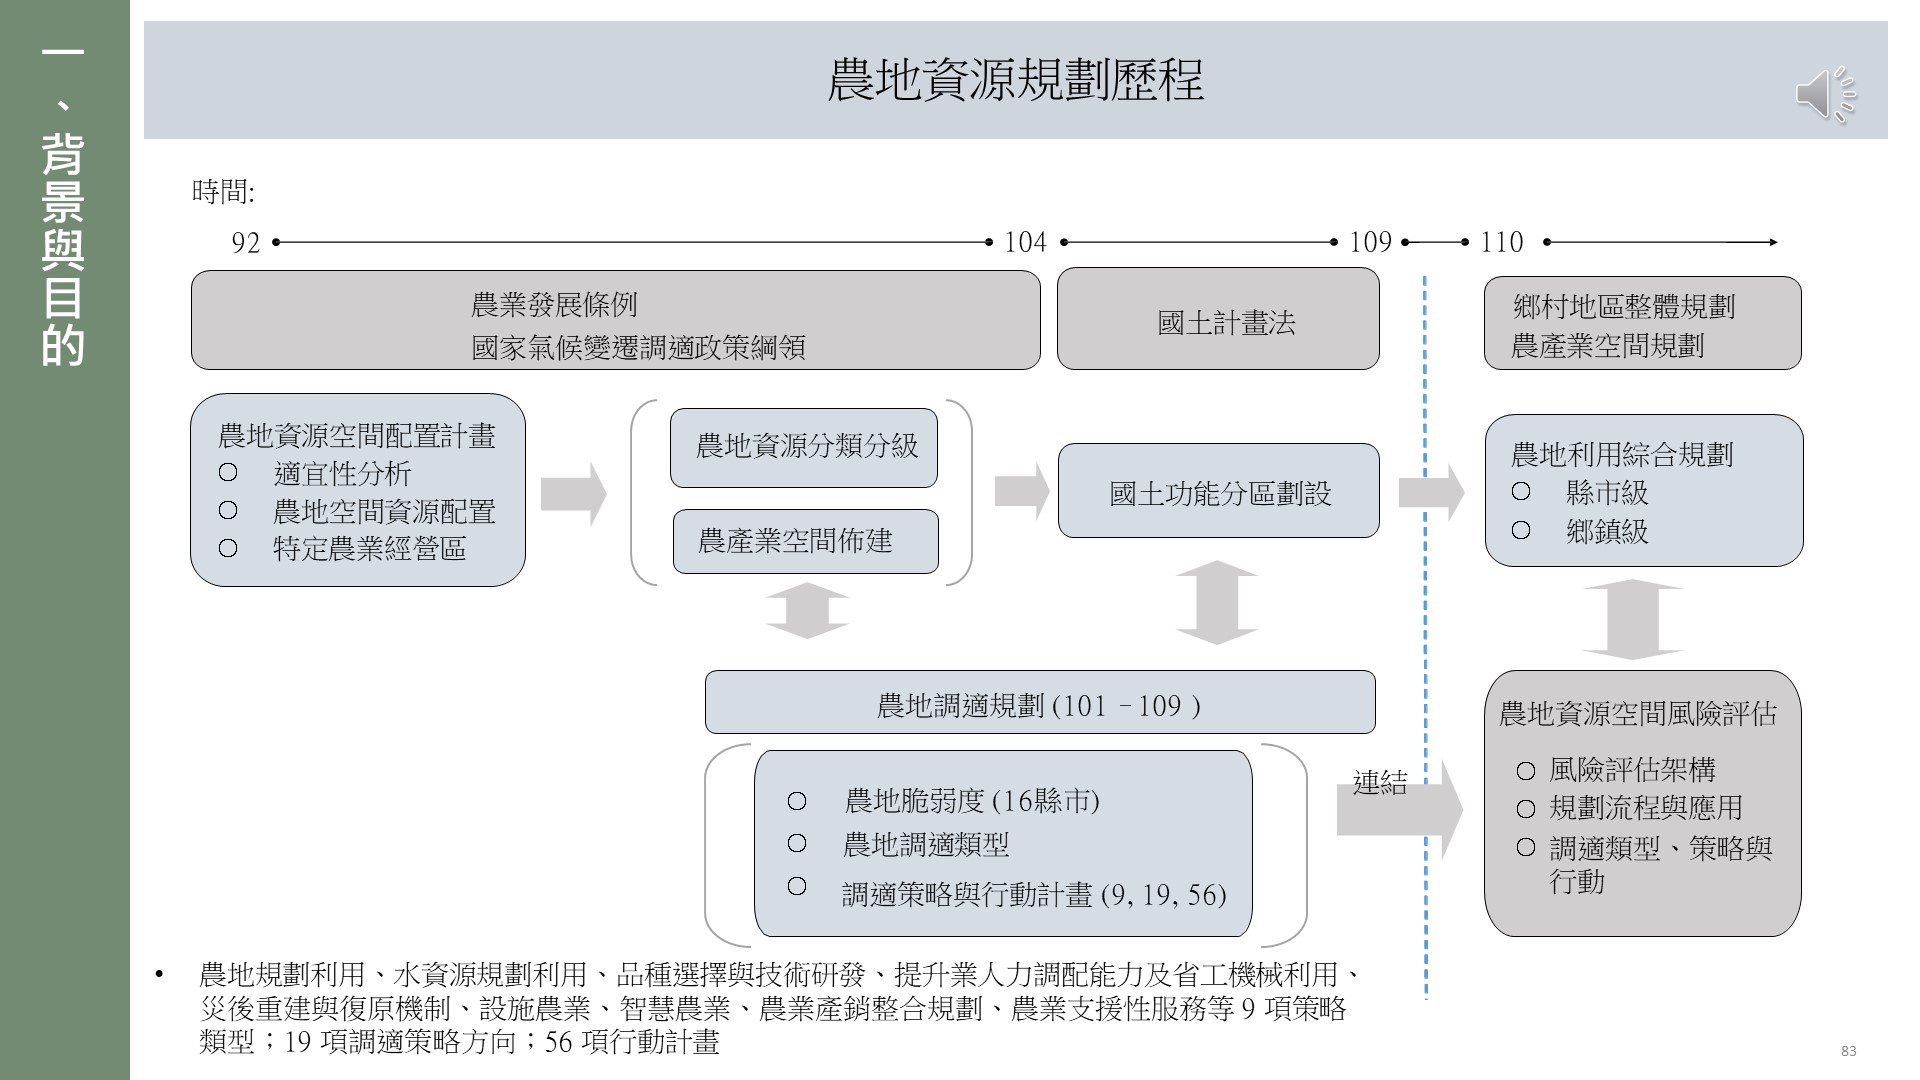 一、背景與目的
農地資源規劃歷程
時間:
92
104
109
110
農業發展條例
國家氣候變遷調適政策綱領
國土計畫法
鄉村地區整體規劃
農產業空間規劃
農地資源空間配置計畫
○ 適宜性分析
○ 農地空間資源配置
○ 特定農業經營區
農地資源分類分級
農產業空間佈建
國土功能分區劃設
農地利用綜合規劃
○ 縣市級
○ 鄉鎮級
農地調適規劃 (101 –109 )
○ 農地脆弱度 (16縣市)
○ 農地調適類型
○ 調適策略與行動計畫 (9, 19, 56)
連結
農地資源空間風險評估
○ 風險評估架構
○ 規劃流程與應用
○ 調適類型、策略與
行動
• 農地規劃利用、水資源規劃利用、品種選擇與技術研發、提升業人力調配能力及省工機械利用、
災後重建與復原機制、設施農業、智慧農業、農業產銷整合規劃、農業支援性服務等 9 項策略
類型；19 項調適策略方向；56 項行動計畫
83